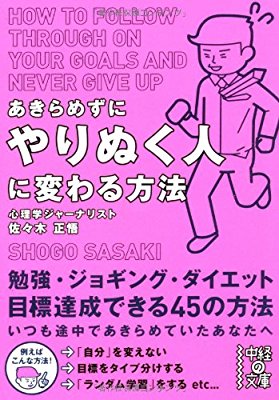 HOW TO FOLLOW
THROUGH ON
YOUR GOALS AND
NEVER GIVE UP
あきらめずに
やりぬく人
に変わる方法
心理学ジャーナリスト
佐々木 正悟
SHOGO SASAKI
勉強・ジョギング・ダイエット
目標達成できる45の方法
いつも途中であきらめていたあなたへ
例えば
こんな方法!
→「自分」を変えない
→目標をタイプ分けする
→「ランダム学習」をする etc...
中経
の
文庫